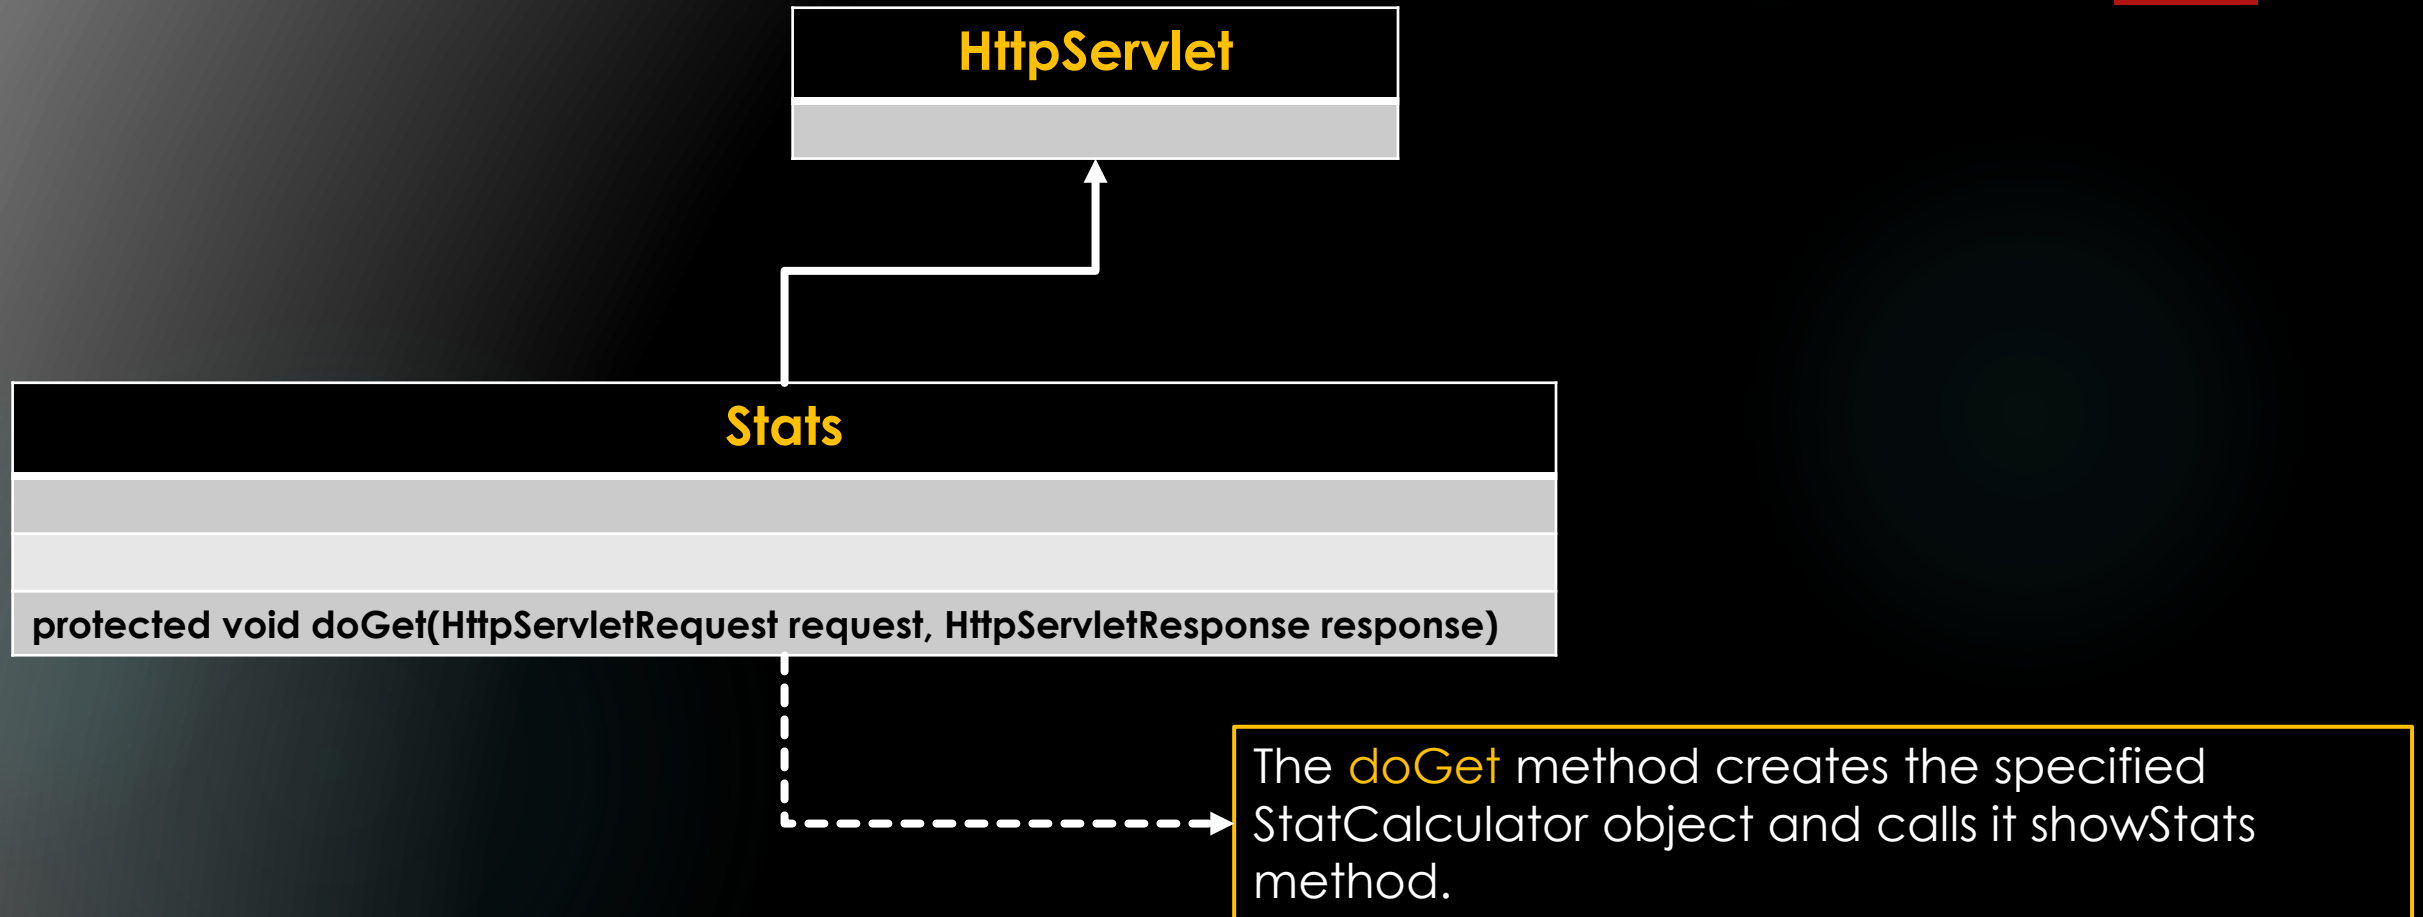 HttpServlet
Stats
protected void doGet(HttpServletRequest request, HttpServletResponse response)
The doGet method creates the specified
StatCalculator object and calls it showStats
method.